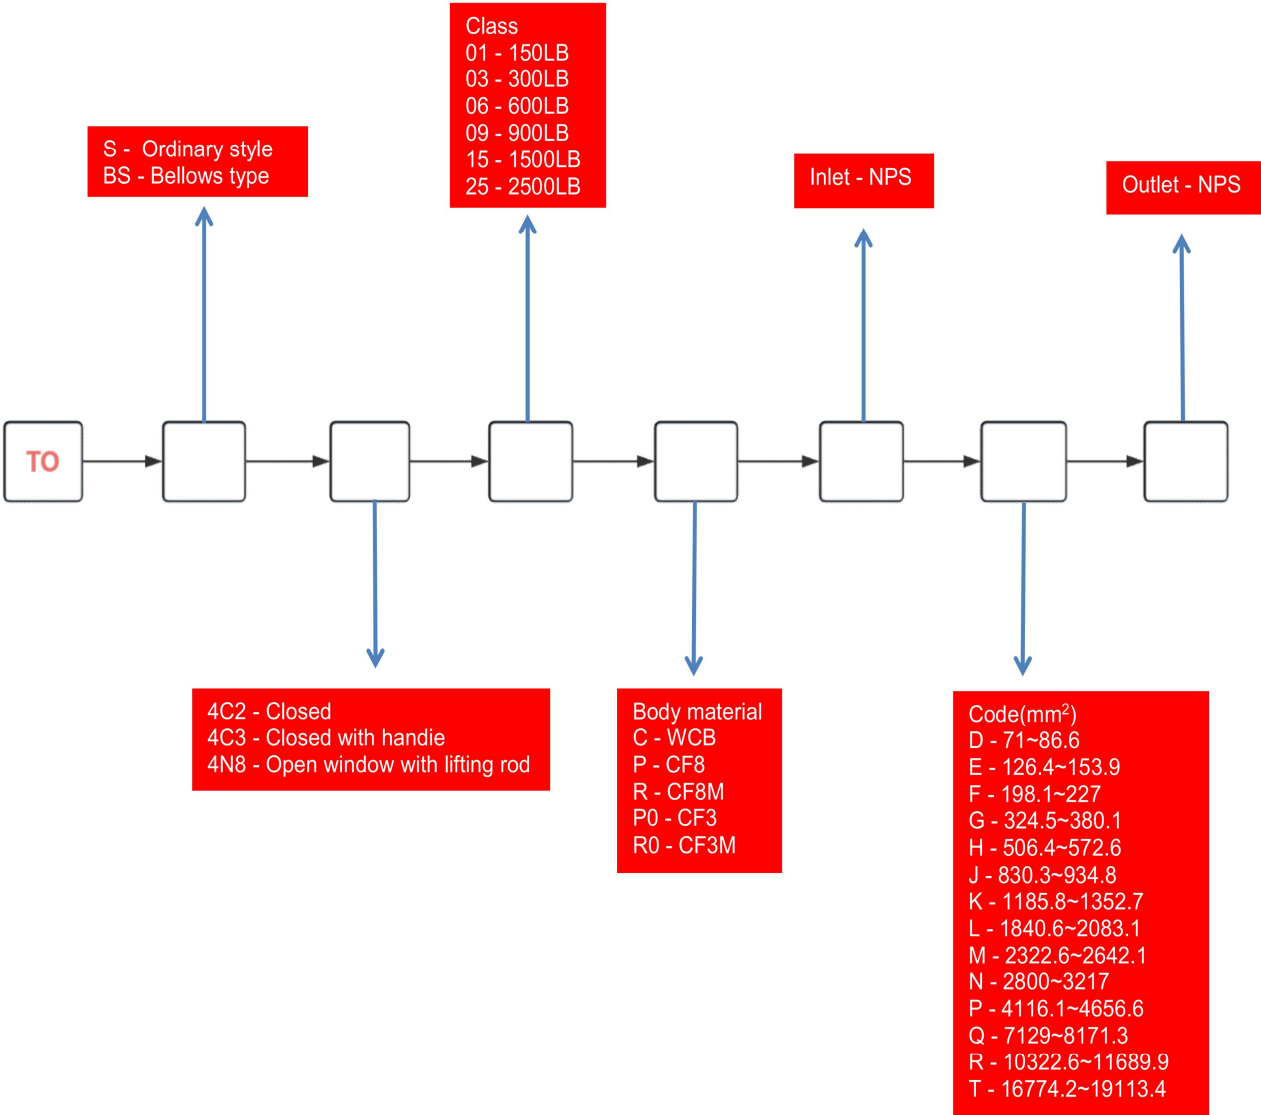 Class
01 - 150LB
03 - 300LB
06 - 600LB
09 - 900LB
15 - 1500LB
25 - 2500LB
S -  Ordinary style
BS - Bellows type
Inlet - NPS
Outlet - NPS
TO
4C2 - Closed
4C3 - Closed with handie
4N8 - Open window with lifting rod
Body material
C - WCB
P - CF8
R - CF8M
P0 - CF3
R0 - CF3M
Code(mm²)
D - 71~86.6
E - 126.4~153.9
F - 198.1~227
G - 324.5~380.1
H - 506.4~572.6
J - 830.3~934.8
K - 1185.8~1352.7
L - 1840.6~2083.1
M - 2322.6~2642.1
N - 2800~3217
P - 4116.1~4656.6
Q - 7129~8171.3
R - 10322.6~11689.9
T - 16774.2~19113.4